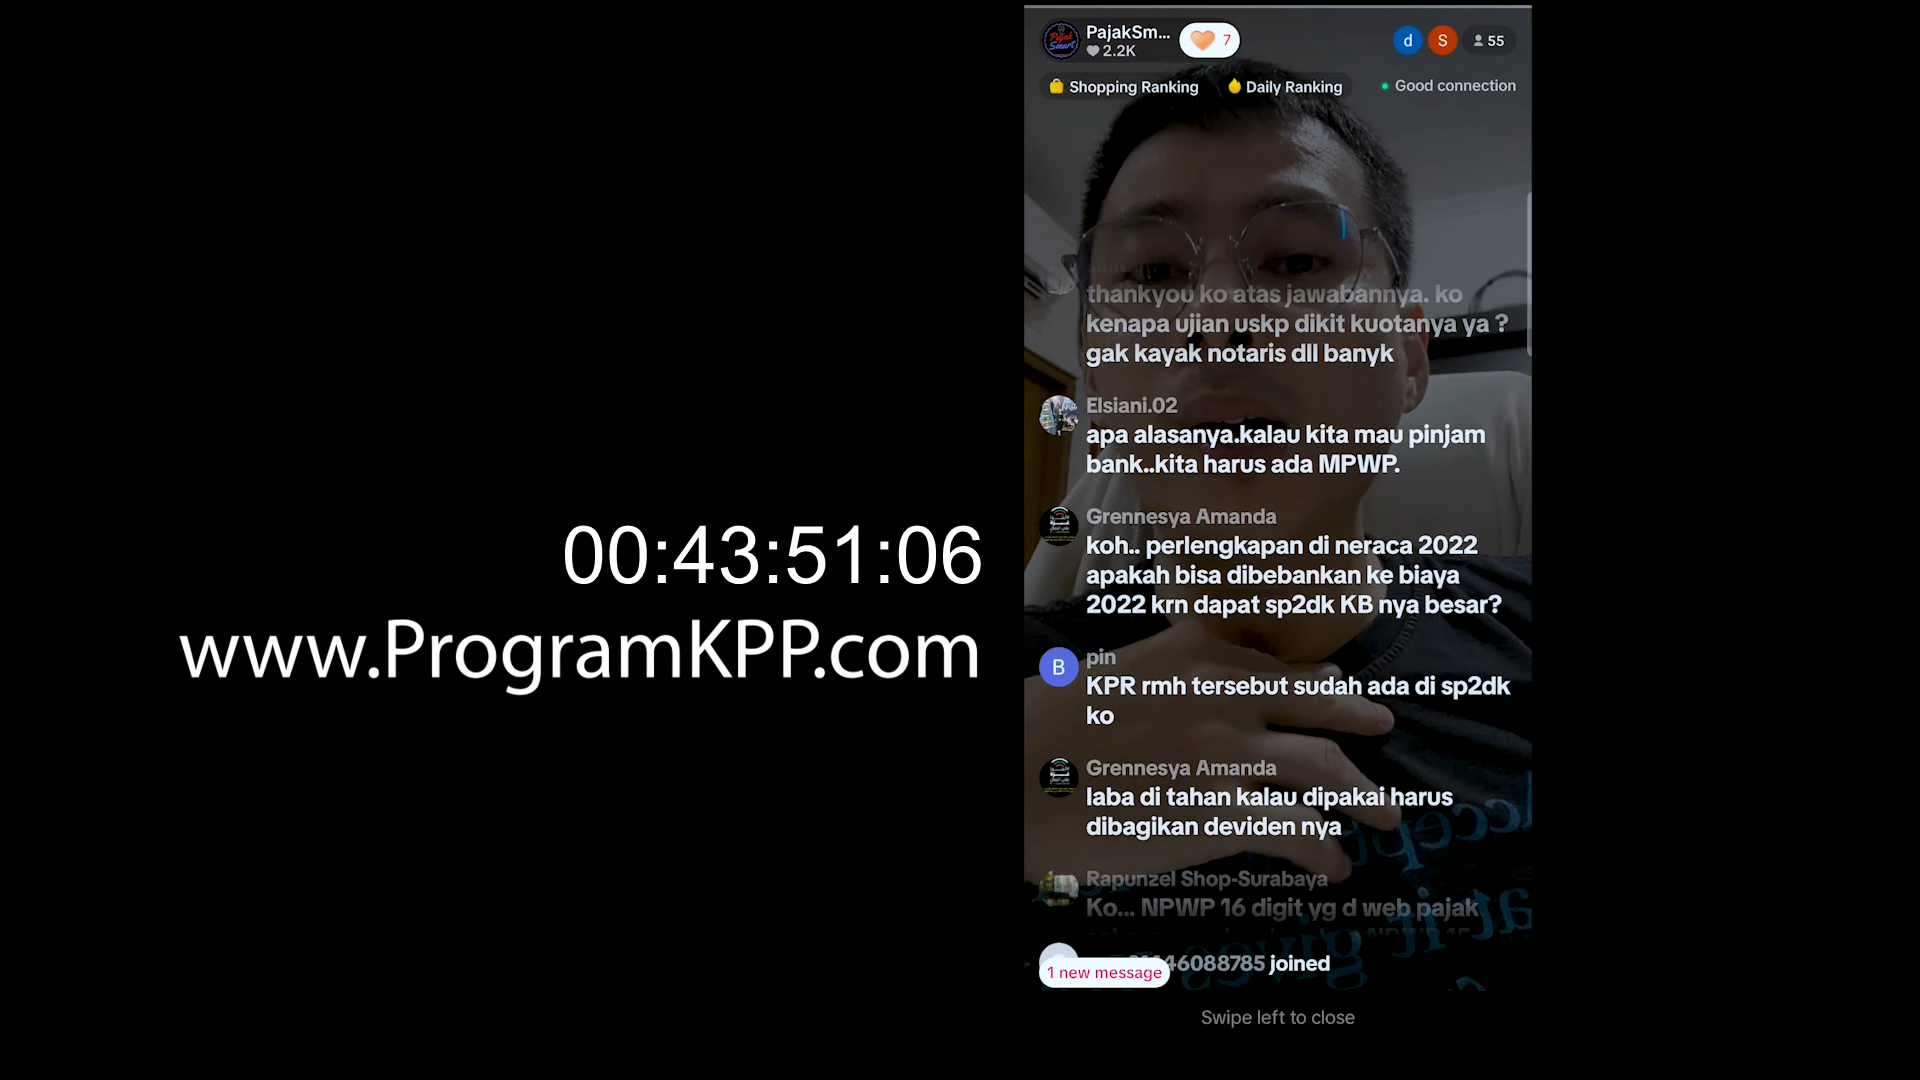 PajakSm...
2.2K
7
d
S
55
Shopping Ranking
Daily Ranking
Good connection
thankyou ko atas jawabannya. ko
kenapa ujian uskp dikit kuotanya ya ?
gak kayak notaris dll banyk
Elsiani.02
apa alasanya.kalau kita mau pinjam
bank..kita harus ada MPWP.
Grennesya Amanda
koh.. perlengkapan di neraca 2022
apakah bisa dibebankan ke biaya
2022 krn dapat sp2dk KB nya besar?
B
pin
KPR rmh tersebut sudah ada di sp2dk
ko
Grennesya Amanda
laba di tahan kalau dipakai harus
dibagikan deviden nya
Rapunzel Shop-Surabaya
Ko... NPWP 16 digit yg d web pajak
46088785 joined
1 new message
Swipe left to close
00:43:51:06
www.ProgramKPP.com